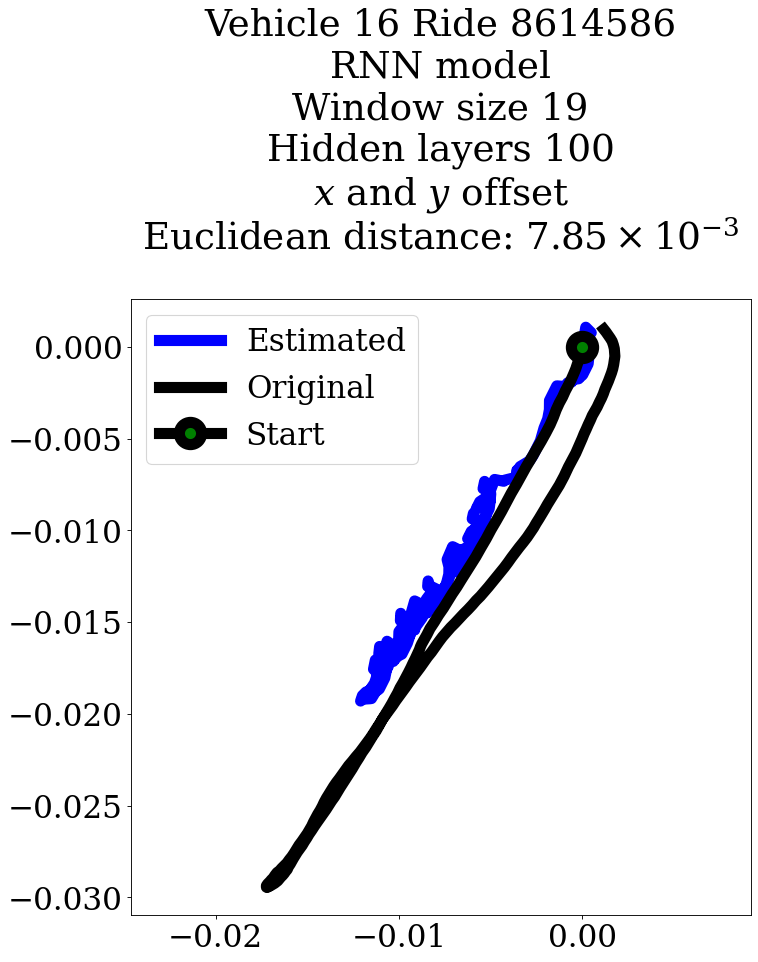 Vehicle 16 Ride 8614586
RNN model
Window size 19
Hidden layers 100
x and y offset
Euclidean distance: 7.85 × 10⁻³
Estimated
Original
Start
0.000
−0.005
−0.010
−0.015
−0.020
−0.025
−0.030
−0.02 −0.01 0.00